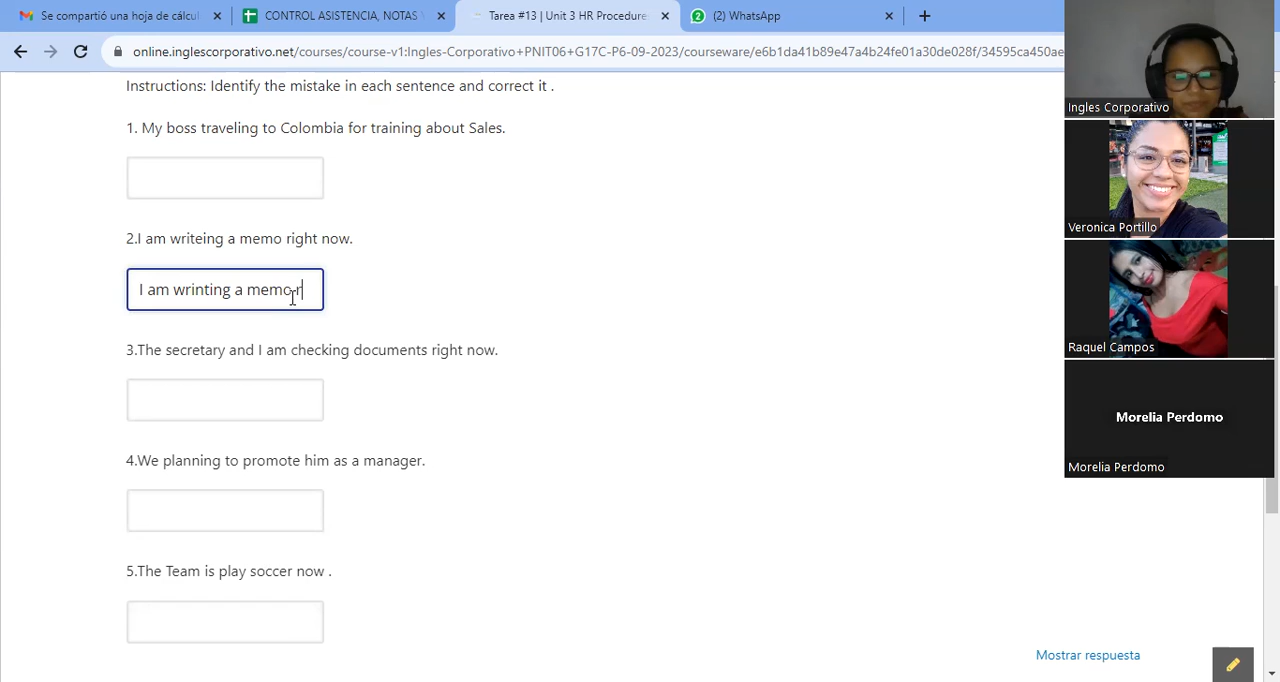 Se compartió una hoja de cálcul
CONTROL ASISTENCIA, NOTAS
Tarea #13 | Unit 3 HR Procedure
2
(2) WhatsApp
online.inglescorporativo.net/courses/course-v1:Ingles-Corporativo+PNIT06+G17C-P6-09-2023/courseware/e6b1da41b89e47a4b24fe01a30de028f/34595ca450ae
Instructions: Identify the mistake in each sentence and correct it .
1. My boss traveling to Colombia for training about Sales.
2.I am writeing a memo right now.
I am wrinting a memo r
3.The secretary and I am checking documents right now.
4.We planning to promote him as a manager.
5.The Team is play soccer now .
Mostrar respuesta
Ingles Corporativo
Veronica Portillo
Raquel Campos
Morelia Perdomo
Morelia Perdomo